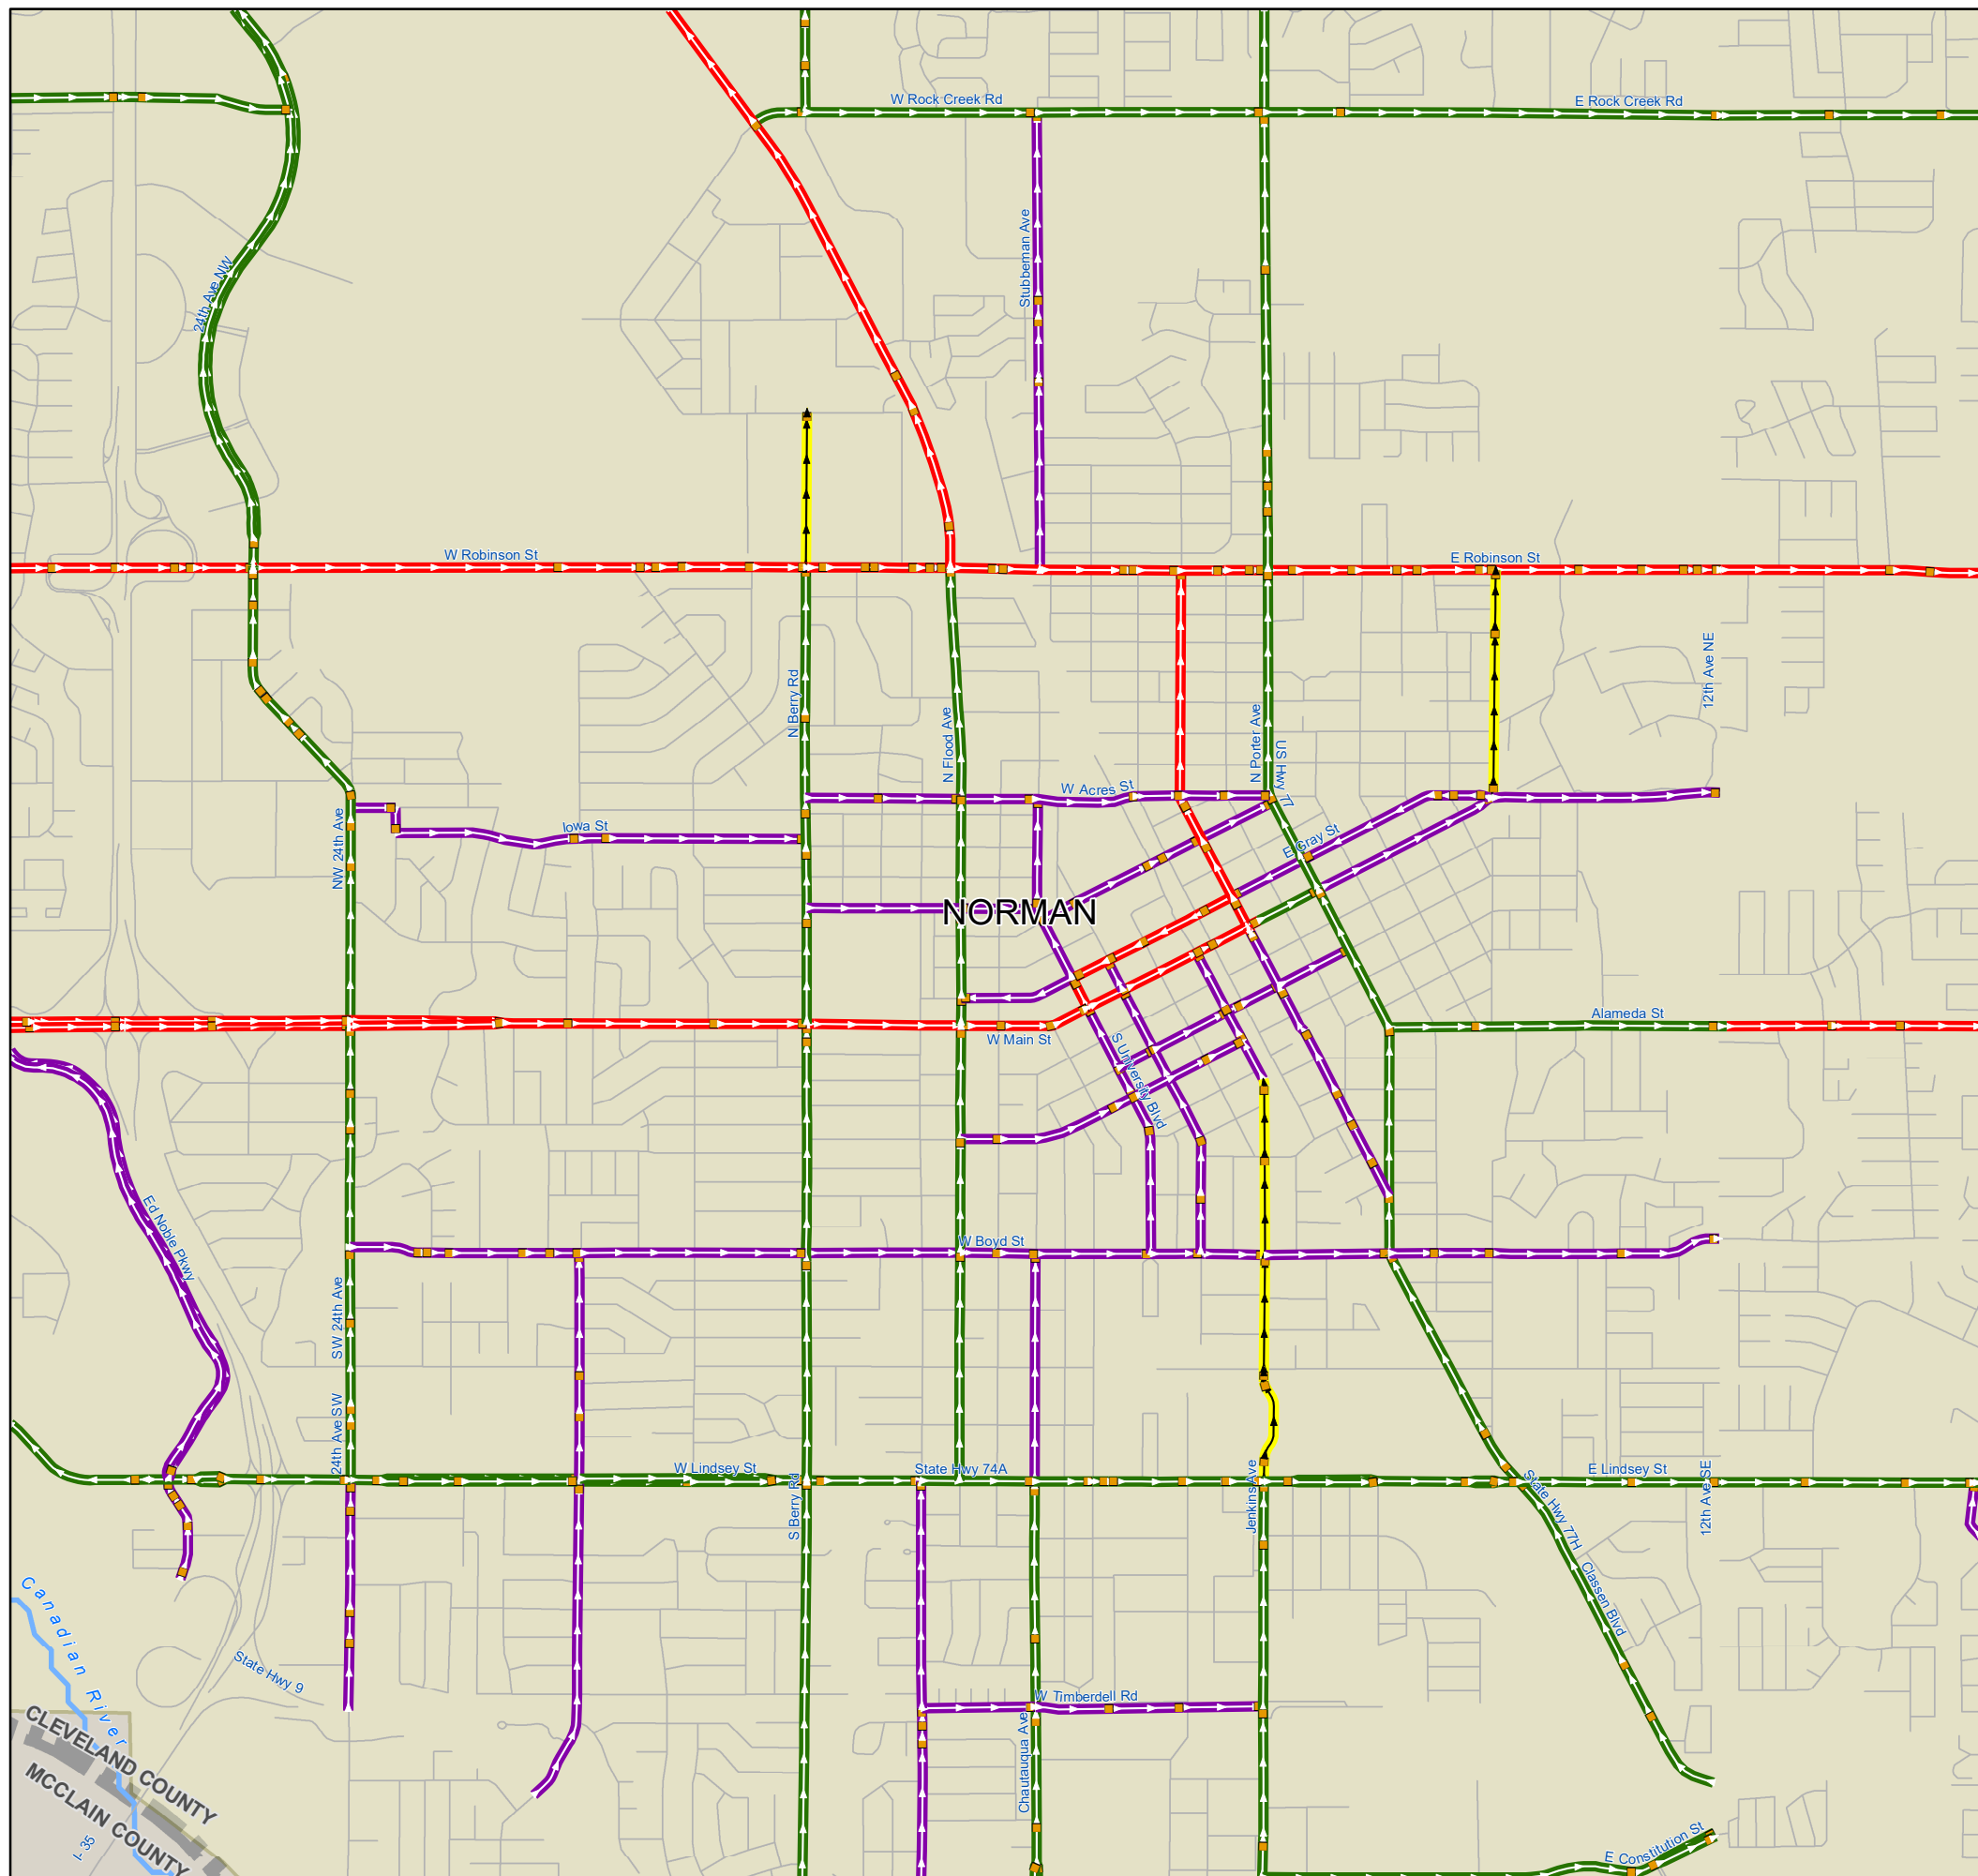 W Rock Creek Rd
E Rock Creek Rd
Stubbeman Ave
24th Ave NW
W Robinson St
E Robinson St
12th Ave NE
N Berry Rd
N Flood Ave
N Porter Ave
US Hwy 77
W Acres St
Iowa St
E Gray St
NW 24th Ave
NORMAN
Alameda St
W Main St
S University Blvd
Ed Noble Pkwy
W Boyd St
SW 24th Ave
24th Ave SW
W Lindsey St
State Hwy 74A
E Lindsey St
S Berry Rd
Jenkins Ave
State Hwy 77H
12th Ave SE
Classen Blvd
Canadian River
State Hwy 9
W Timberdell Rd
Chautauqua Ave
CLEVELAND COUNTY
MCCLAIN COUNTY
I- 35
E Constitution St